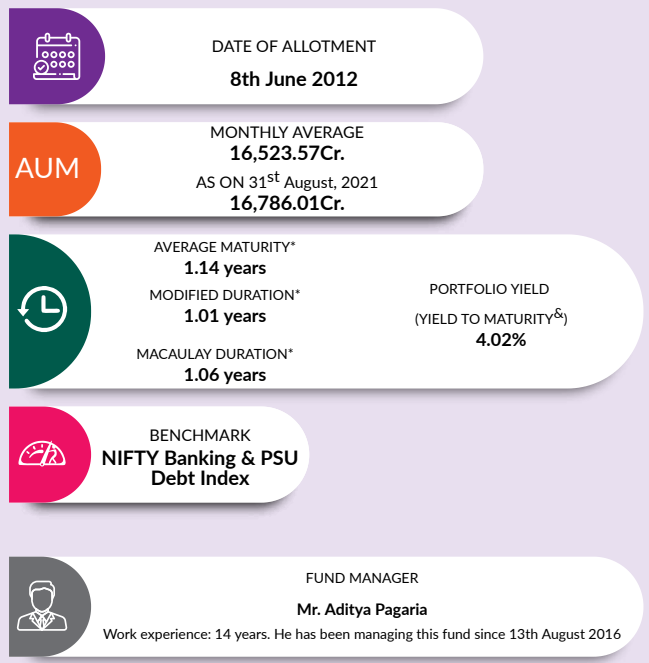 DATE OF ALLOTMENT
8th June 2012
AUM
MONTHLY AVERAGE
16,523.57Cr.
AS ON 31st August, 2021
16,786.01Cr.
AVERAGE MATURITY*
1.14 years
MODIFIED DURATION*
1.01 years
MACAULAY DURATION*
1.06 years
PORTFOLIO YIELD
(YIELD TO MATURITY&)
4.02%
BENCHMARK
NIFTY Banking & PSU
Debt Index
FUND MANAGER
Mr. Aditya Pagaria
Work experience: 14 years. He has been managing this fund since 13th August 2016